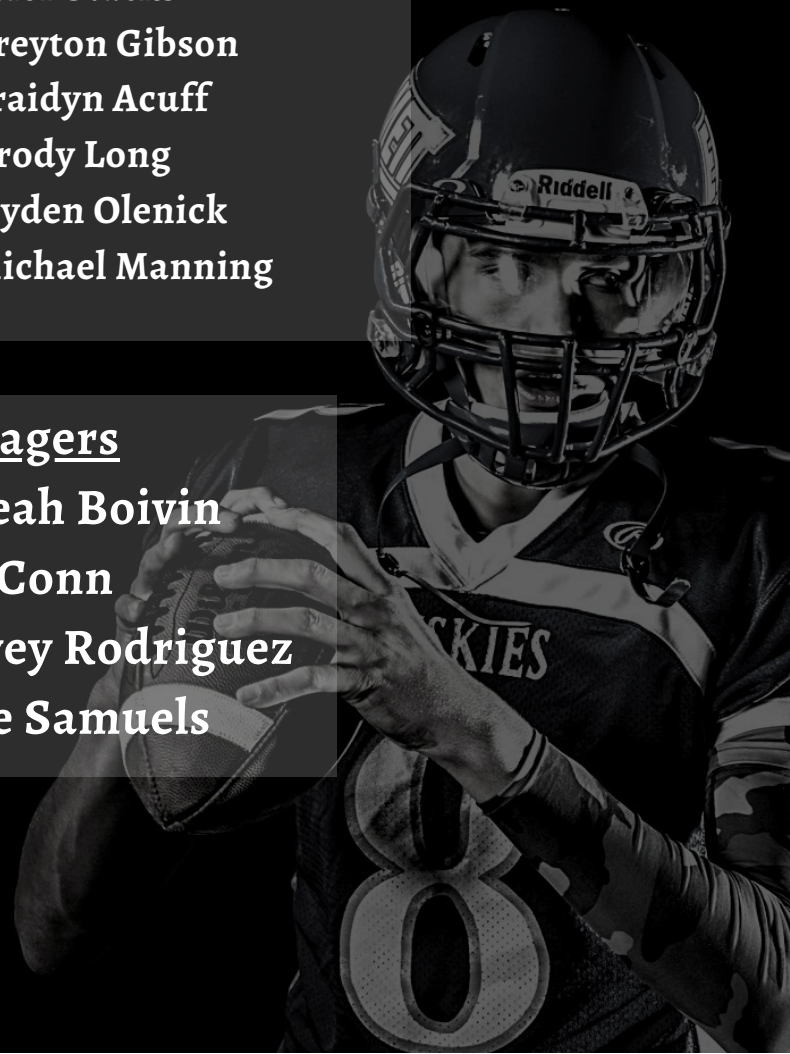 reyton Gibson
raidyn Acuff
rody Long
yden Olenick
ichael Manning
agers
eah Boivin
Conn
vey Rodriguez
e Samuels
Riddell
SKIES
8